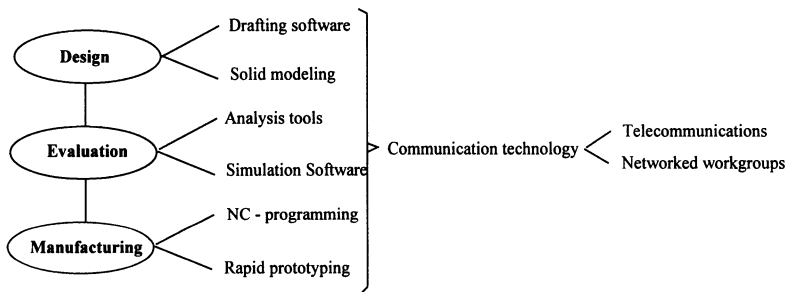 Drafting software
Design
Solid modeling
Analysis tools
Telecommunications
Evaluation
Communication technology
Networked workgroups
Simulation Software
NC - programming
Manufacturing
Rapid prototyping